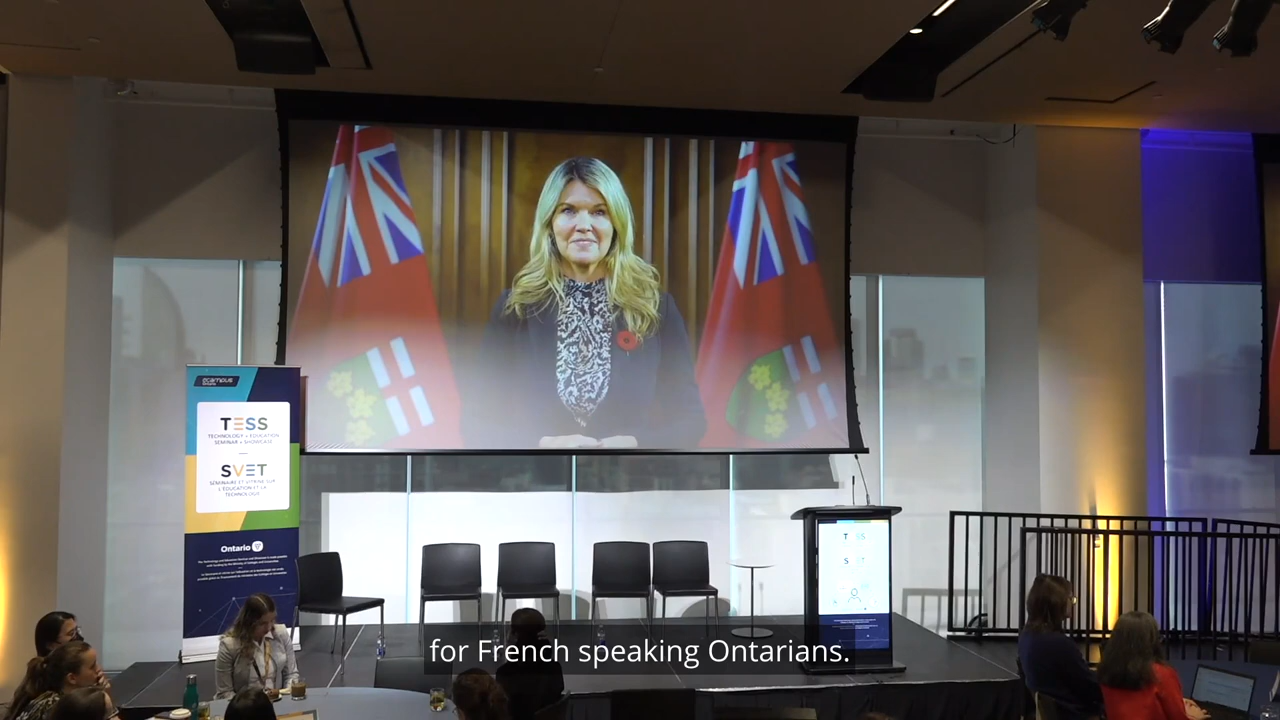 ecampus
Ontario
TESS
TECHNOLOGY + EDUCATION
SEMINAR + SHOWCASE
SVET
SÉMINAIRE ET VITRINE SUR
L'ÉDUCATION ET LA
TECHNOLOGIE
Ontario
TESS
for French speaking Ontarians.